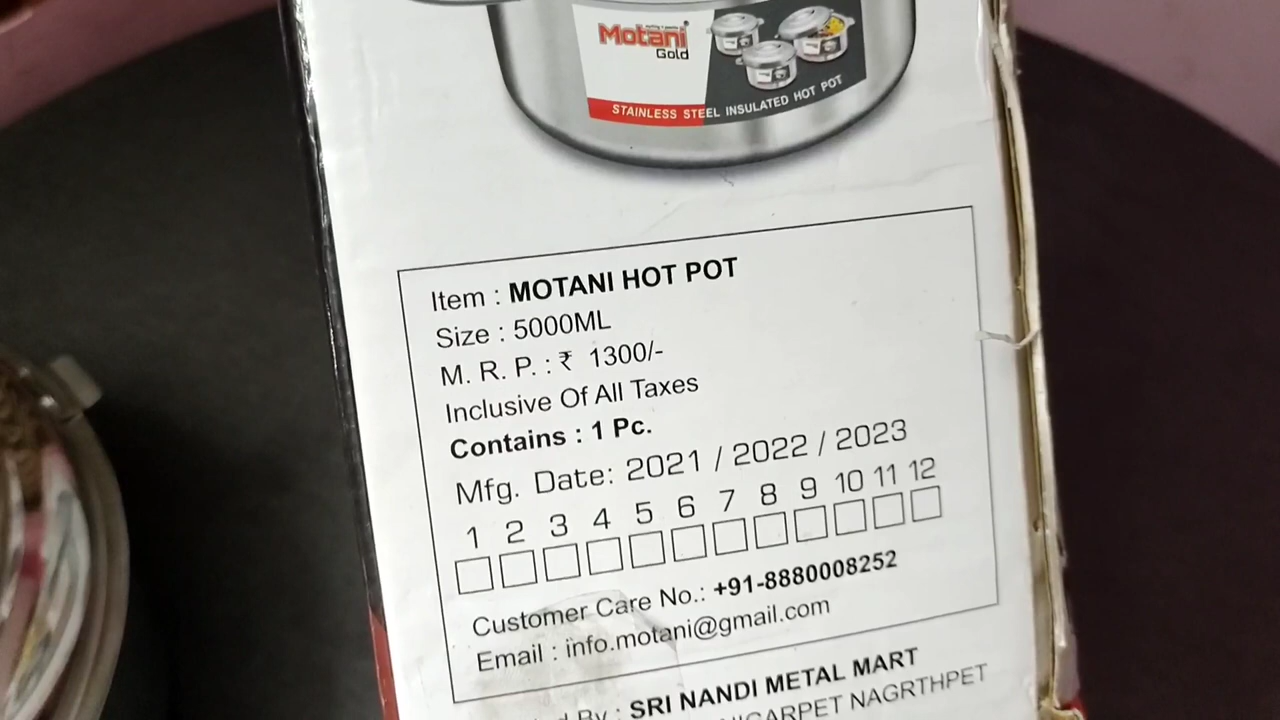 Motani
Gold
STAINLESS STEEL INSULATED HOT POT
Item : MOTANI HOT POT
Size : 5000ML
M. R. P. : ₹ 1300/-
Inclusive Of All Taxes
Contains : 1 Pc.
Mfg. Date: 2021 / 2022 / 2023
1 2 3 4 5 6 7 8 9 10 11 12
Customer Care No.: +91-8880008252
Email : info.motani@gmail.com
By : SRI NANDI METAL MART
NAGRTHPET